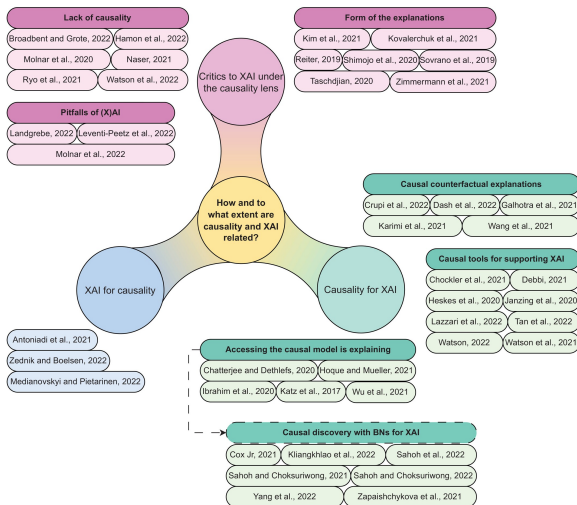 Lack of causality
Broadbent and Grote, 2022 Hamon et al., 2022
Molnar et al., 2020 Naser, 2021
Ryo et al., 2021 Watson et al., 2022
Pitfalls of (X)AI
Landgrebe, 2022 Leventi-Peetz et al., 2022
Molnar et al., 2022
Critics to XAI under
the causality lens
Form of the explanations
Kim et al., 2021 Kovalerchuk et al., 2021
Reiter, 2019 Shimojo et al., 2020 Sovrano et al., 2019
Taschdjian, 2020 Zimmermann et al., 2021
How and to
what extent are
causality and XAI
related?
XAI for causality
Causality for XAI
Antoniadi et al., 2021
Zednik and Boelsen, 2022
Medianovskyi and Pietarinen, 2022
Causal counterfactual explanations
Crupi et al., 2022 Dash et al., 2022 Galhotra et al., 2021
Karimi et al., 2021 Wang et al., 2021
Causal tools for supporting XAI
Chockler et al., 2021 Debbi, 2021
Heskes et al., 2020 Janzing et al., 2020
Lazzari et al., 2022 Tan et al., 2022
Watson, 2022 Watson et al., 2021
Accessing the causal model is explaining
Chatterjee and Dethlefs, 2020 Hoque and Mueller, 2021
Ibrahim et al., 2020 Katz et al., 2017 Wu et al., 2021
Causal discovery with BNs for XAI
Cox Jr, 2021 Kliangkhlao et al., 2022 Sahoh et al., 2022
Sahoh and Choksuriwong, 2021 Sahoh and Choksuriwong, 2022
Yang et al., 2022 Zapaishchykova et al., 2021